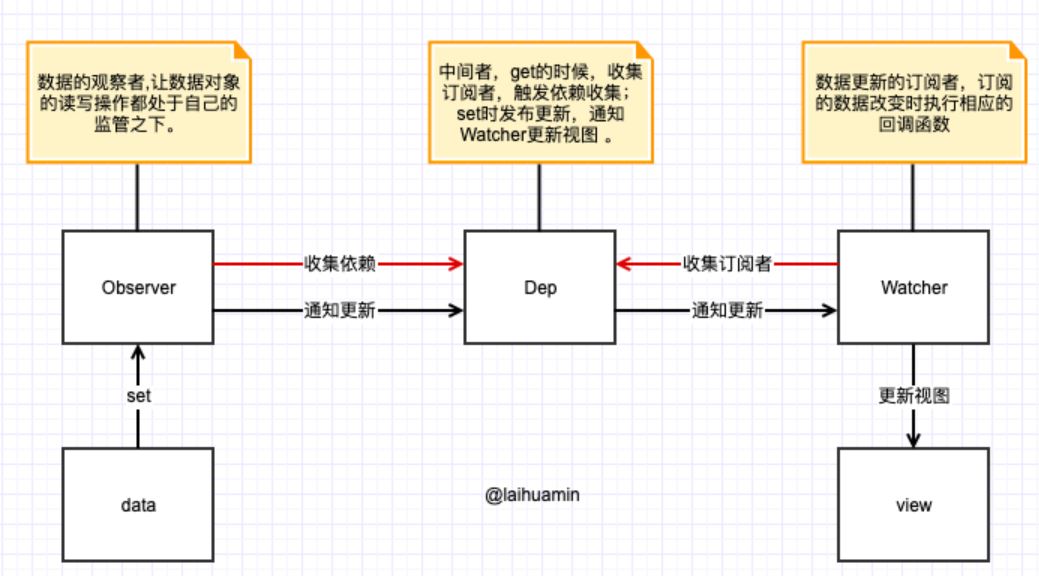 数据的观察者,让数据对象
的读写操作都处于自己的
监管之下。
中间者，get的时候，收集
订阅者，触发依赖收集；
set时发布更新，通知
Watcher更新视图 。
数据更新的订阅者，订阅
的数据改变时执行相应的
回调函数
Observer
收集依赖
通知更新
Dep
收集订阅者
通知更新
Watcher
set
更新视图
data
@laihuamin
view